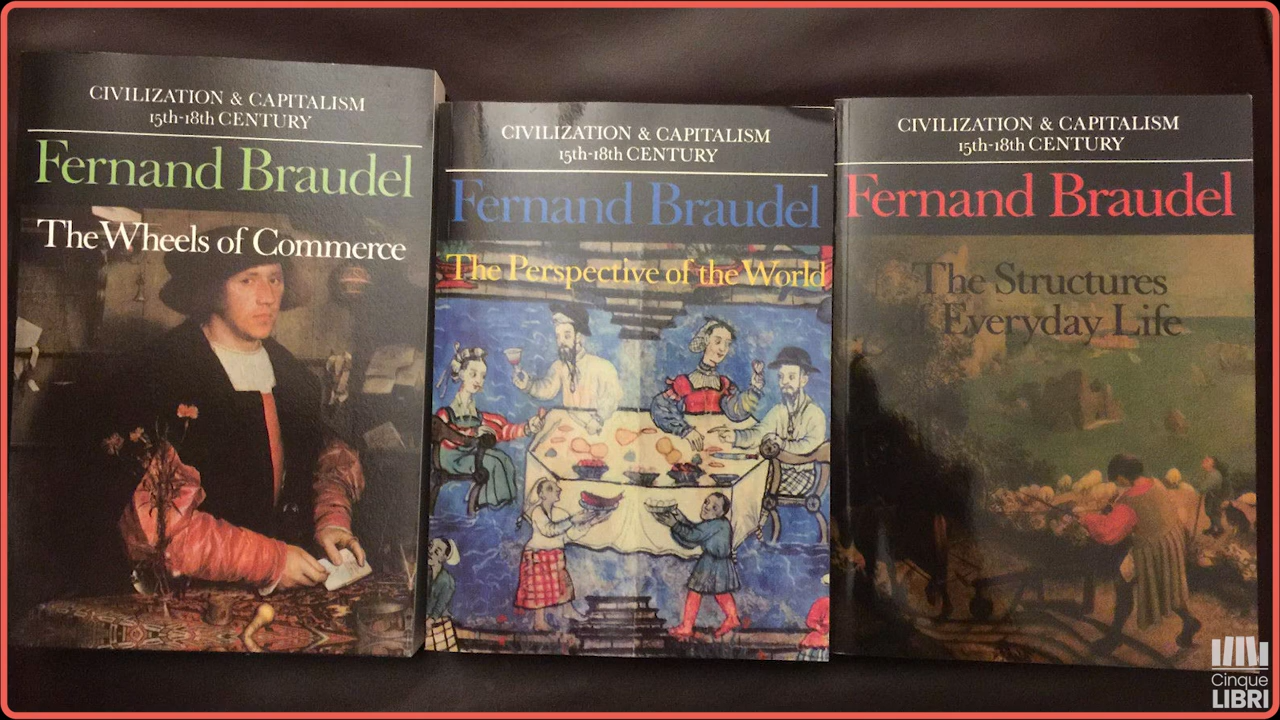 CIVILIZATION & CAPITALISM
15th-18th CENTURY
Fernand Braudel
The Wheels of Commerce
CIVILIZATION & CAPITALISM
15th-18th CENTURY
Fernand Braudel
The Perspective of the World
CIVILIZATION & CAPITALISM
15th-18th CENTURY
Fernand Braudel
The Structures
Everyday Life
Cinque
LIBRI